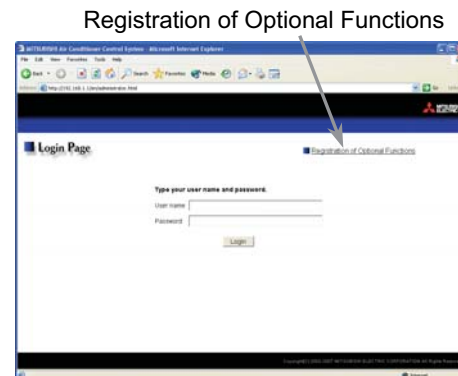 Registration of Optional Functions
MITSUBISHI Air Conditioner Control System - Microsoft Internet Explorer
File Edit View Favorites Tools Help
Back Search Favorites Media
Login Page
Registration of Optional Functions
Type your user name and password.
User name
Password
Login